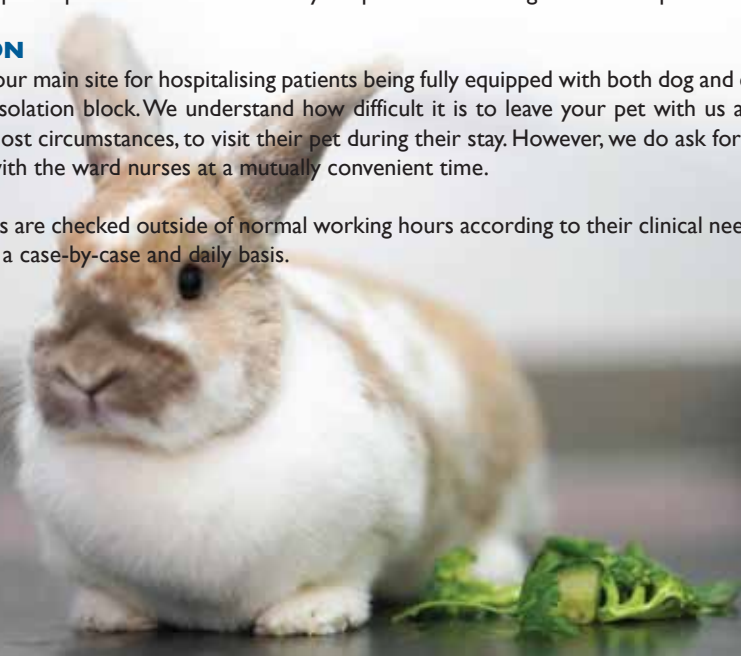 ON
our main site for hospitalising patients being fully equipped with both dog and
solation block. We understand how difficult it is to leave your pet with us a
ost circumstances, to visit their pet during their stay. However, we do ask for
with the ward nurses at a mutually convenient time.
s are checked outside of normal working hours according to their clinical nee
a case-by-case and daily basis.